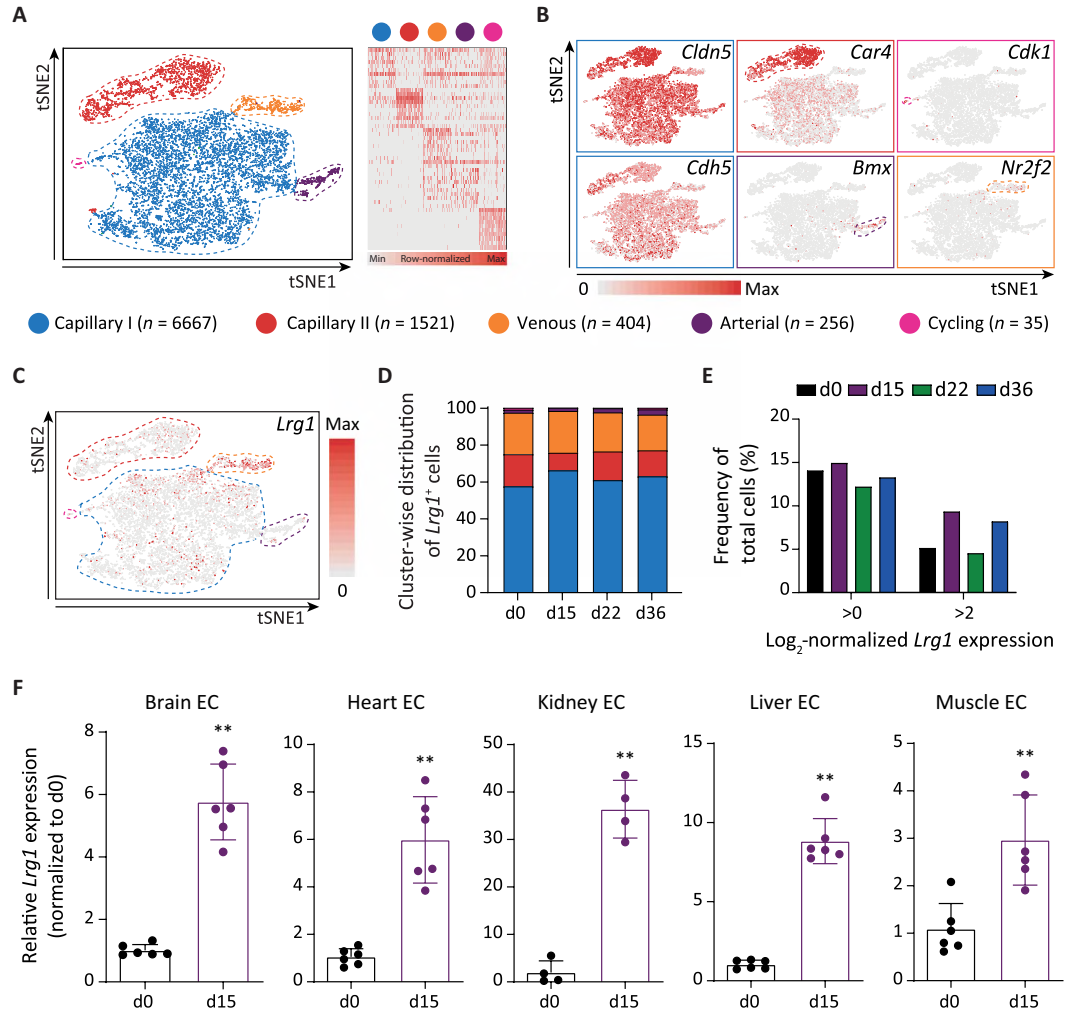 A
tSNE2
tSNE1
Min Row-normalized Max
B
tSNE2
Cldn5
Car4
Cdk1
Cdh5
Bmx
Nr2f2
0 Max
tSNE1
Capillary I (n = 6667)
Capillary II (n = 1521)
Venous (n = 404)
Arterial (n = 256)
Cycling (n = 35)
C
tSNE2
Lrg1
Max
0
tSNE1
D
Cluster-wise distribution
of Lrg1⁺ cells
100
80
60
40
20
0
d0 d15 d22 d36
E
d0 d15 d22 d36
Frequency of
total cells (%)
20
15
10
5
0
>0 >2
Log₂-normalized Lrg1 expression
F
Relative Lrg1 expression
(normalized to d0)
Brain EC
8
6
4
2
0
**
d0 d15
Heart EC
10
8
6
4
2
0
**
d0 d15
Kidney EC
50
40
30
20
10
0
**
d0 d15
Liver EC
15
10
5
0
**
d0 d15
Muscle EC
5
4
3
2
1
0
**
d0 d15